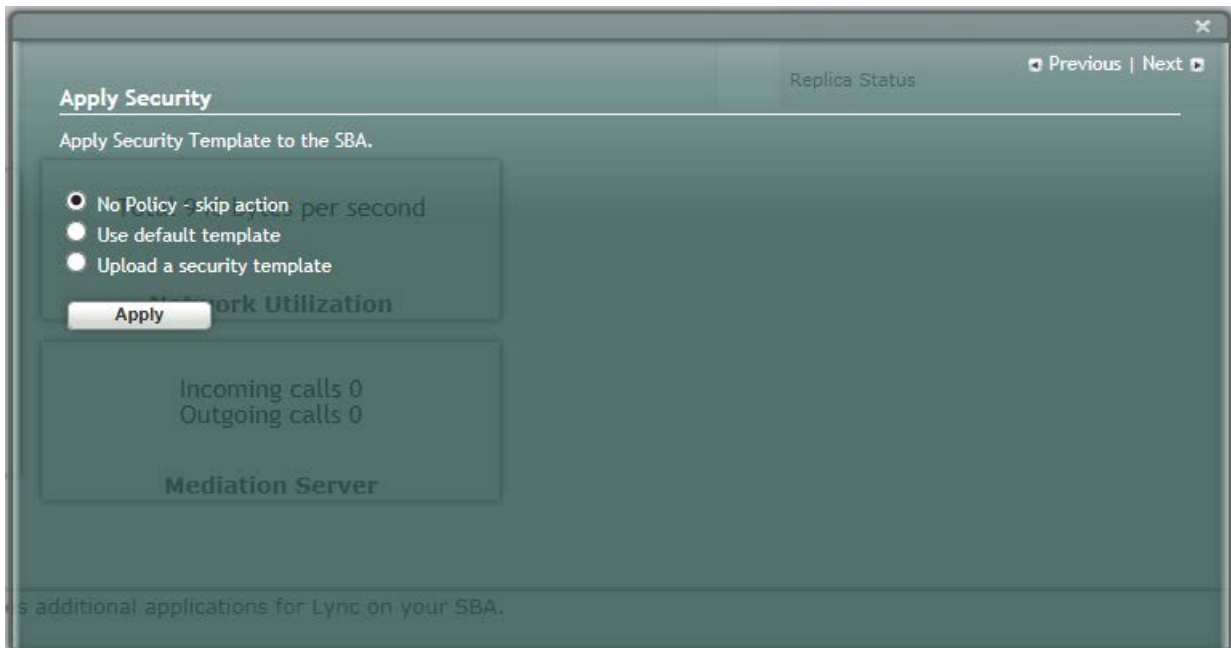 Previous | Next
Replica Status
Apply Security
Apply Security Template to the SBA.
No Policy - skip action
bytes per second
Use default template
Upload a security template
Network Utilization
Apply
Incoming calls 0
Outgoing calls 0
Mediation Server
additional applications for Lync on your SBA.